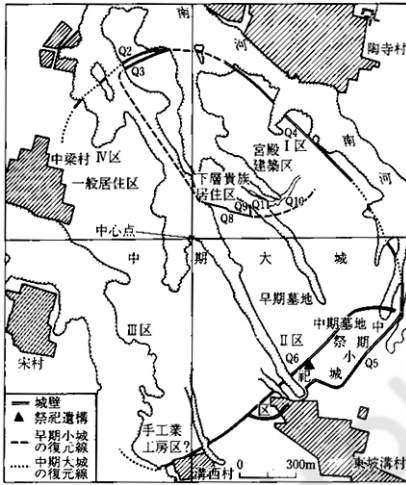 南
河
陶寺村
Q2
Q3
Q4
宮殿
建築区
Ⅰ区
南
河
中梁村
Ⅳ区
一般居住区
下層貴族
居住区
Q9
Q11
Q10
Q8
中心点
中期大城
早期墓地
中期墓地
祭祀区
中期小城
Ⅲ区
Ⅱ区
Q6
Q5
宋村
手工業
工房区?
溝西村
東坡溝村
0 300m
城壁
祭祀遺構
早期小城
の復元線
中期大城
の復元線